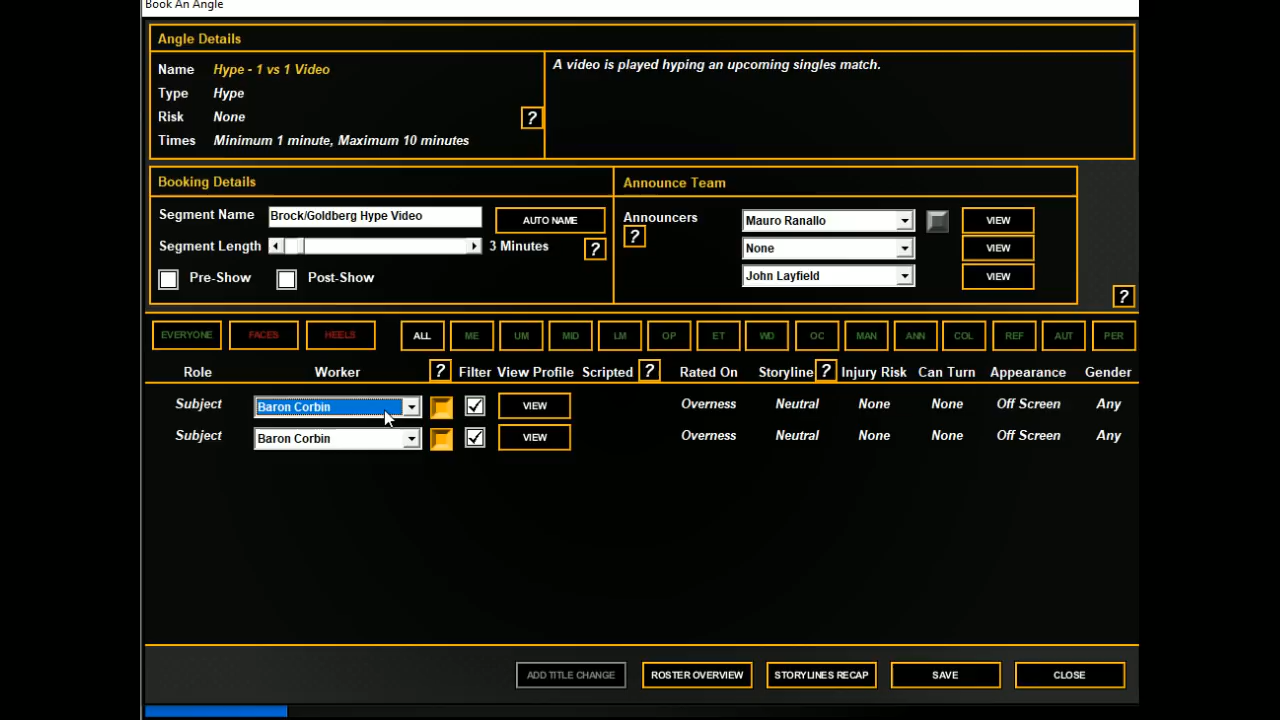 Book An Angle
Angle Details
Name Hype - 1 vs 1 Video
Type Hype
Risk None
Times Minimum 1 minute, Maximum 10 minutes
?
A video is played hyping an upcoming singles match.
Booking Details
Segment Name Brock/Goldberg Hype Video AUTO NAME
Segment Length 3 Minutes ?
Pre-Show Post-Show
Announce Team
Announcers Mauro Ranallo VIEW
? None VIEW
John Layfield VIEW
?
EVERYONE FACES HEELS ALL ME UM MID LM OP ET WD OC MAN ANN COL REF AUT PER
Role Worker ? Filter View Profile Scripted ? Rated On Storyline ? Injury Risk Can Turn Appearance Gender
Subject Baron Corbin VIEW Overness Neutral None None Off Screen Any
Subject Baron Corbin VIEW Overness Neutral None None Off Screen Any
ADD TITLE CHANGE ROSTER OVERVIEW STORYLINES RECAP SAVE CLOSE